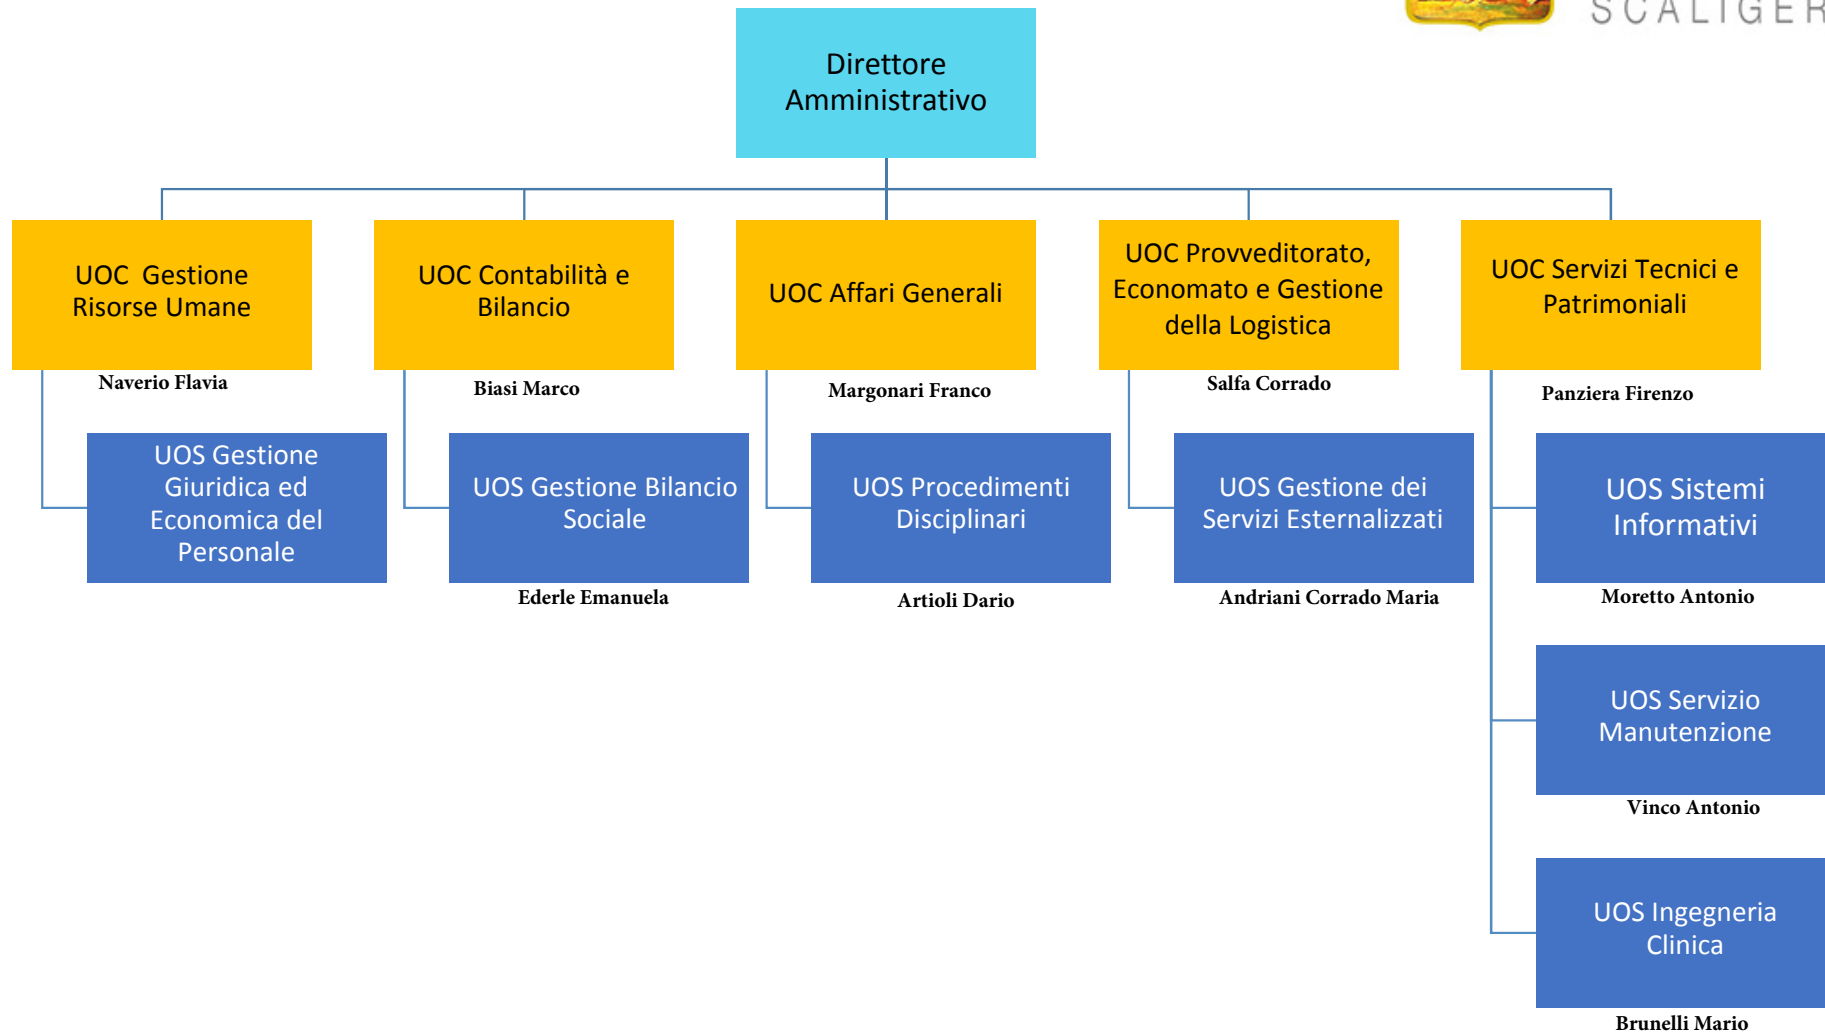 SCALIGER
Direttore
Amministrativo
UOC Gestione
Risorse Umane
Naverio Flavia
UOC Contabilità e
Bilancio
Biasi Marco
UOC Affari Generali
Margonari Franco
UOC Provveditorato,
Economato e Gestione
della Logistica
Salfa Corrado
UOC Servizi Tecnici e
Patrimoniali
Panziera Firenzo
UOS Gestione
Giuridica ed
Economica del
Personale
UOS Gestione Bilancio
Sociale
Ederle Emanuela
UOS Procedimenti
Disciplinari
Artioli Dario
UOS Gestione dei
Servizi Esternalizzati
Andriani Corrado Maria
UOS Sistemi
Informativi
Moretto Antonio
UOS Servizio
Manutenzione
Vinco Antonio
UOS Ingegneria
Clinica
Brunelli Mario